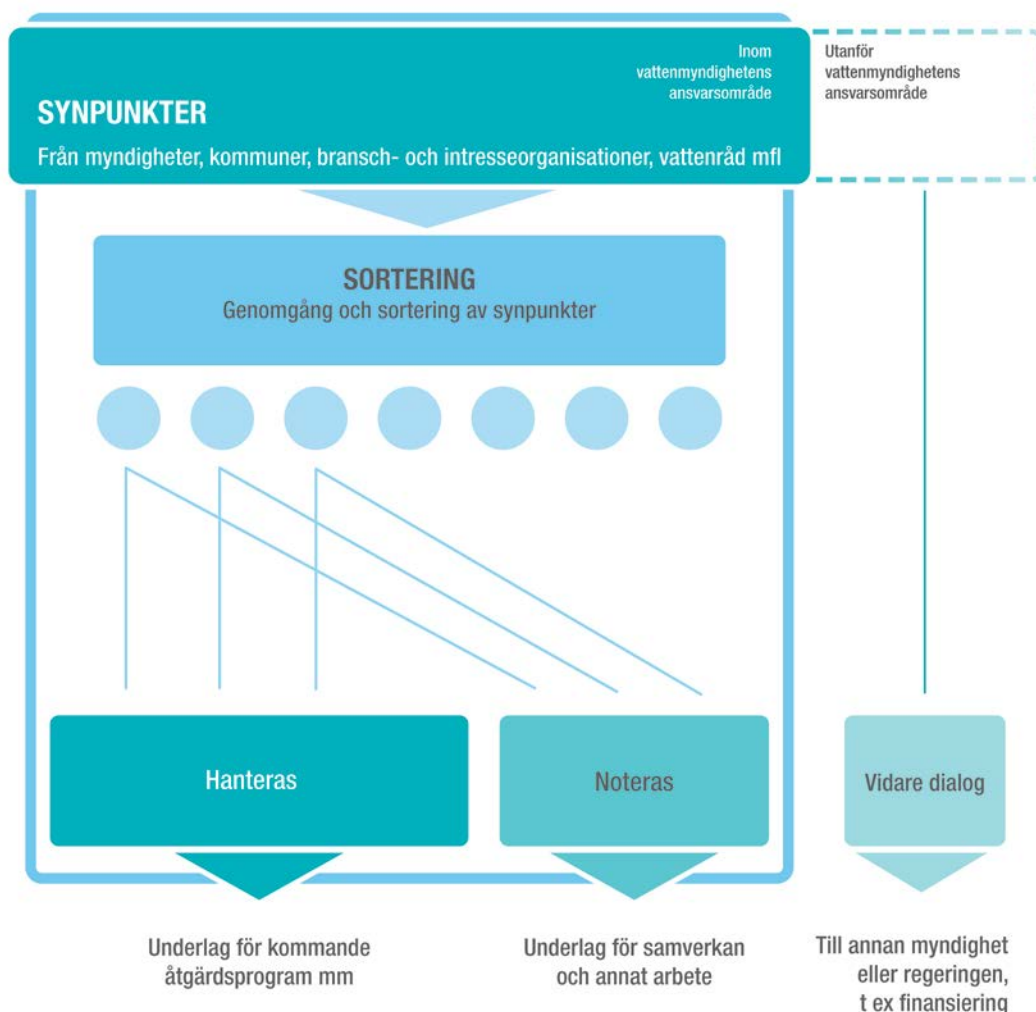 Inom
vattenmyndighetens
ansvarsområde
Utanför
vattenmyndighetens
ansvarsområde
SYNPUNKTER
Från myndigheter, kommuner, bransch- och intresseorganisationer, vattenråd mfl
SORTERING
Genomgång och sortering av synpunkter
Hanteras
Noteras
Vidare dialog
Underlag för kommande
åtgärdsprogram mm
Underlag för samverkan
och annat arbete
Till annan myndighet
eller regeringen,
t ex finansiering